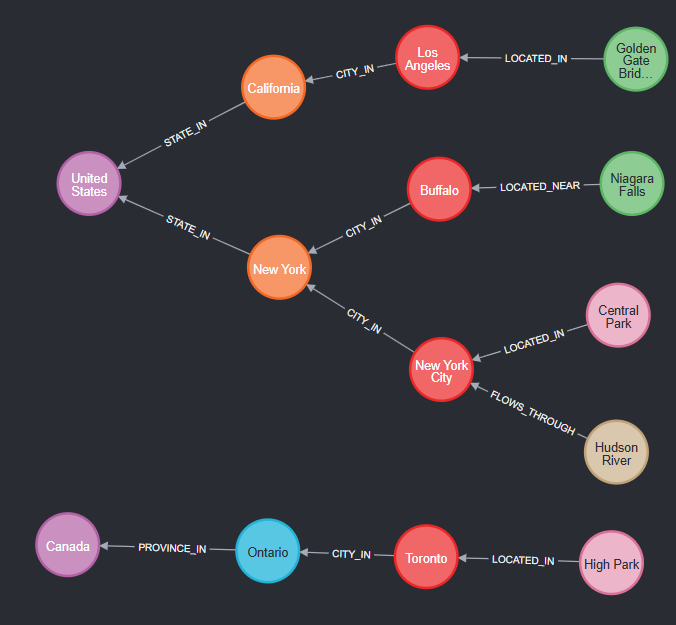 Los
Angeles
LOCATED_IN
Golden
Gate
Brid...
CITY_IN
California
STATE_IN
United
States
Buffalo
LOCATED_NEAR
Niagara
Falls
CITY_IN
STATE_IN
New York
CITY_IN
Central
Park
LOCATED_IN
New York
City
FLOWS_THROUGH
Hudson
River
Canada
PROVINCE_IN
Ontario
CITY_IN
Toronto
LOCATED_IN
High Park